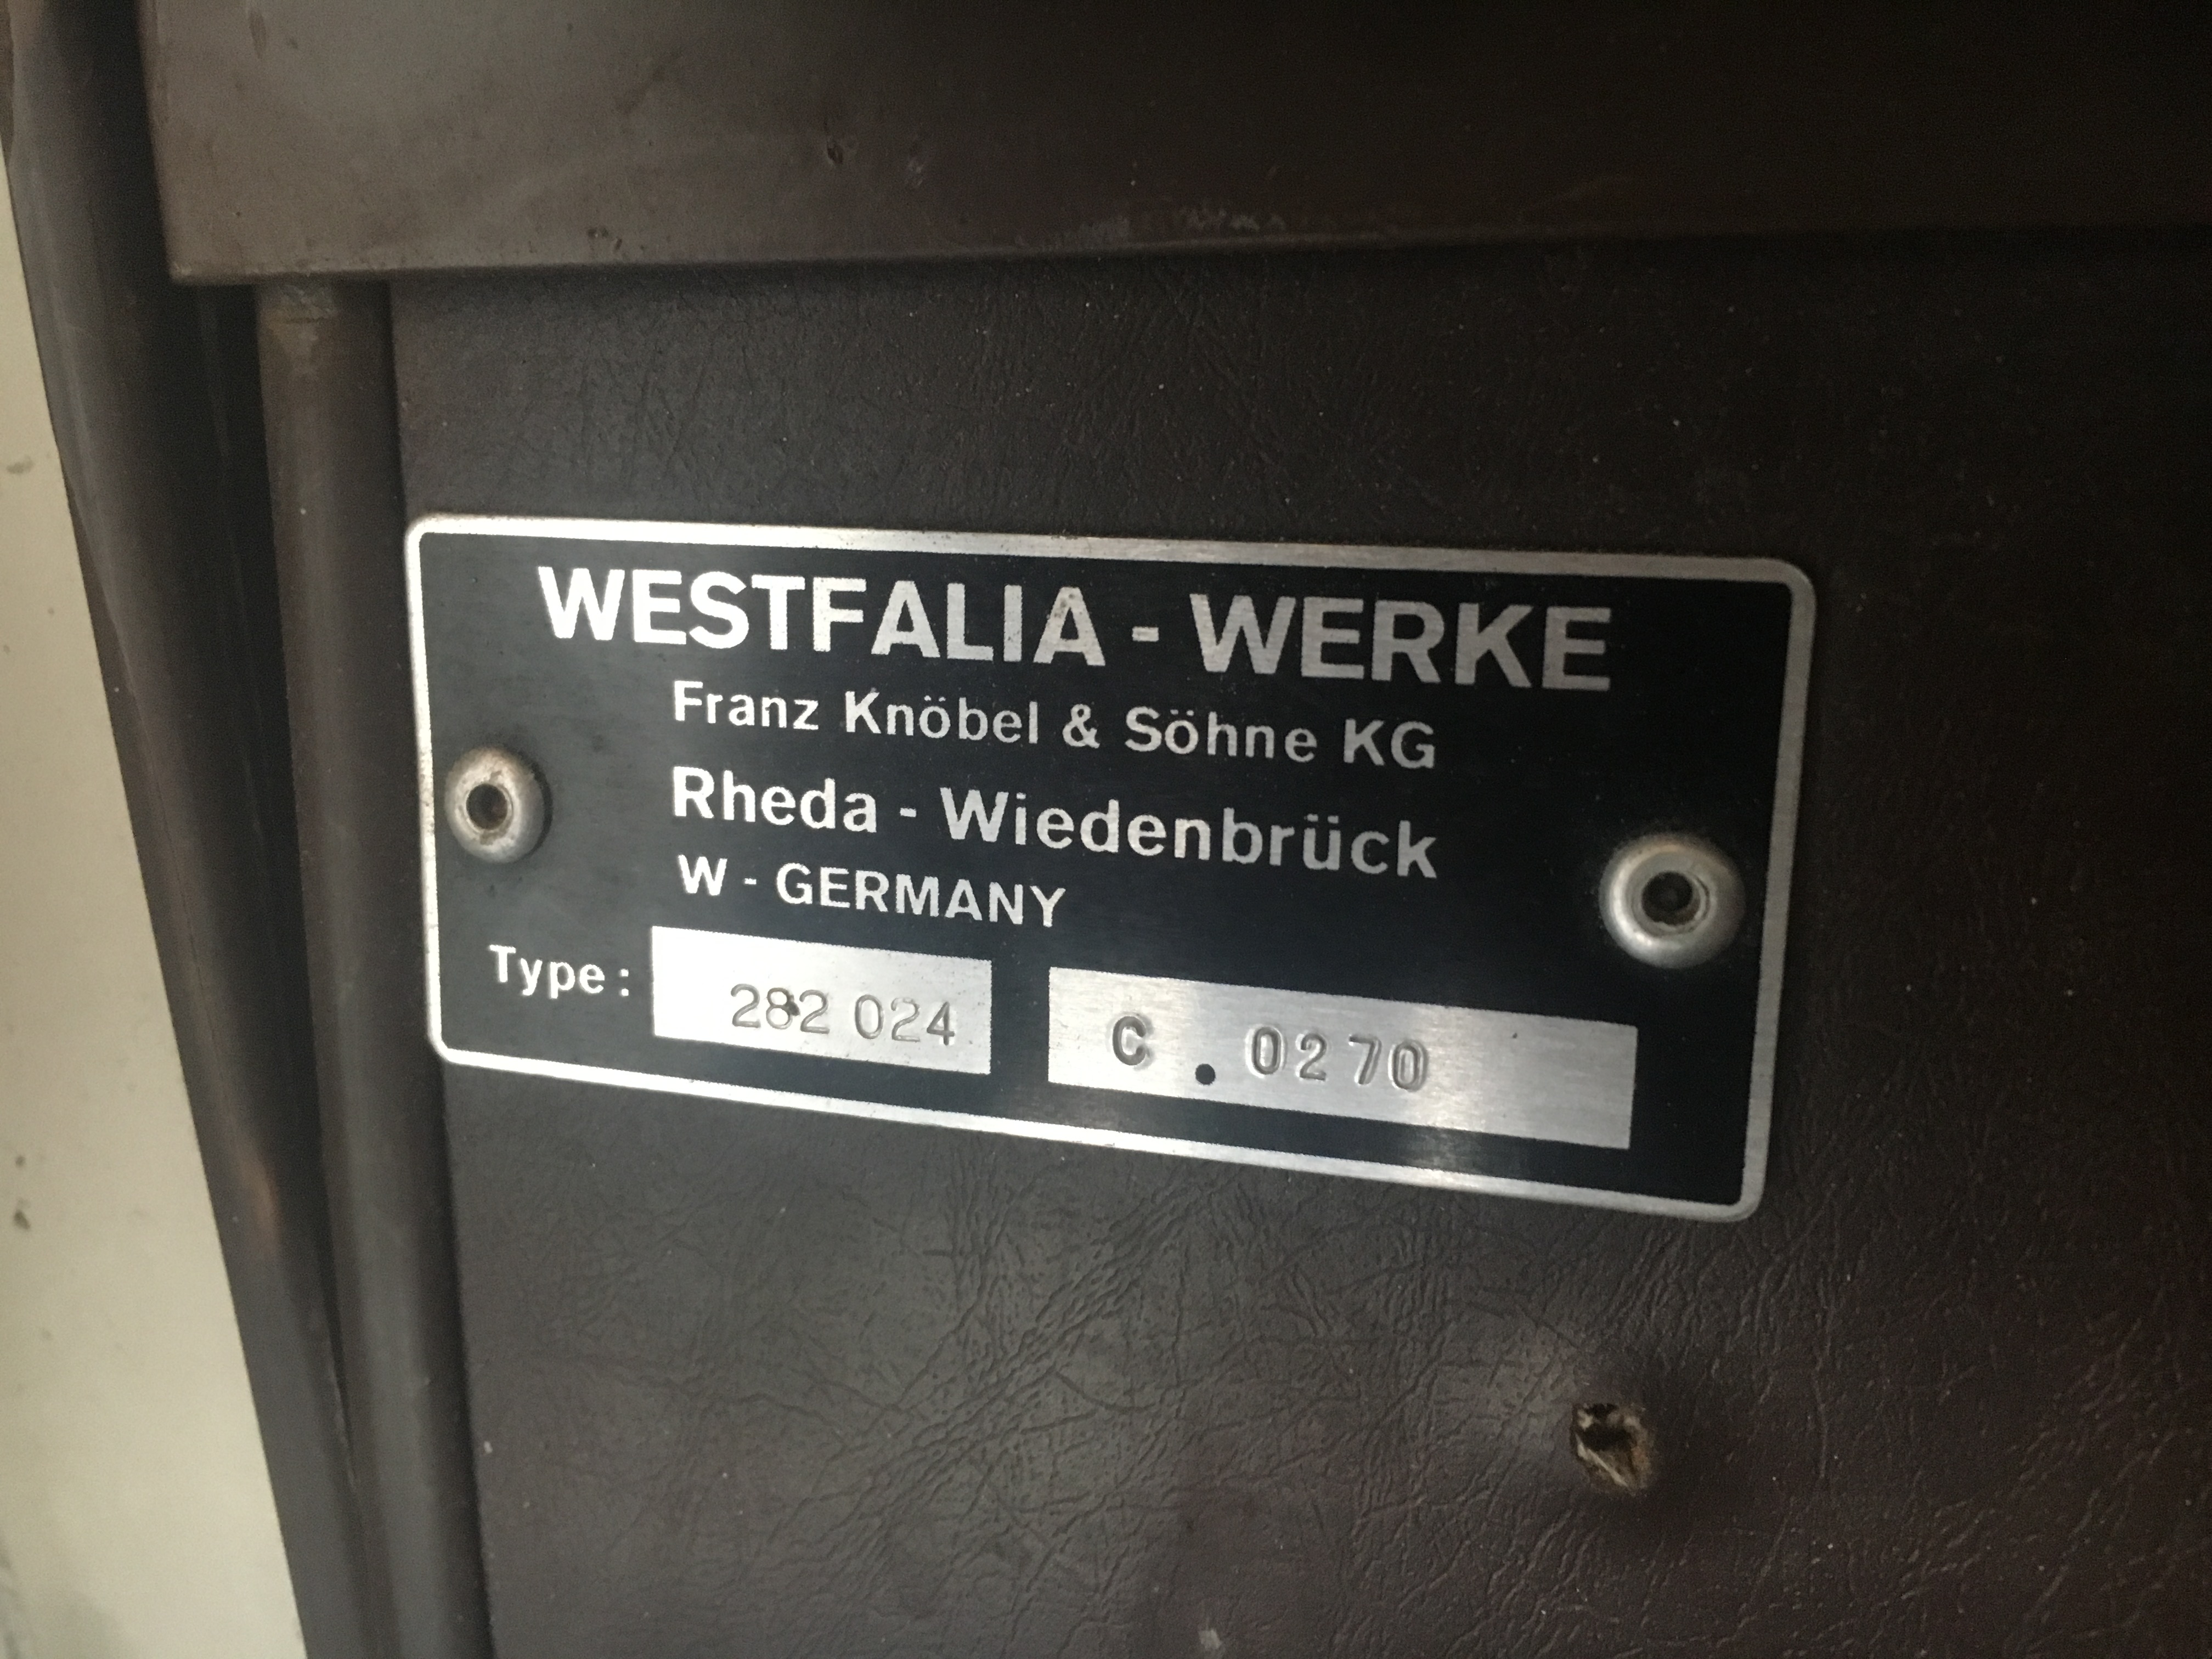 WESTFALIA - WERKE
Franz Knöbel & Söhne KG
Rheda - Wiedenbrück
W - GERMANY
Type: 282 024 C . 0270